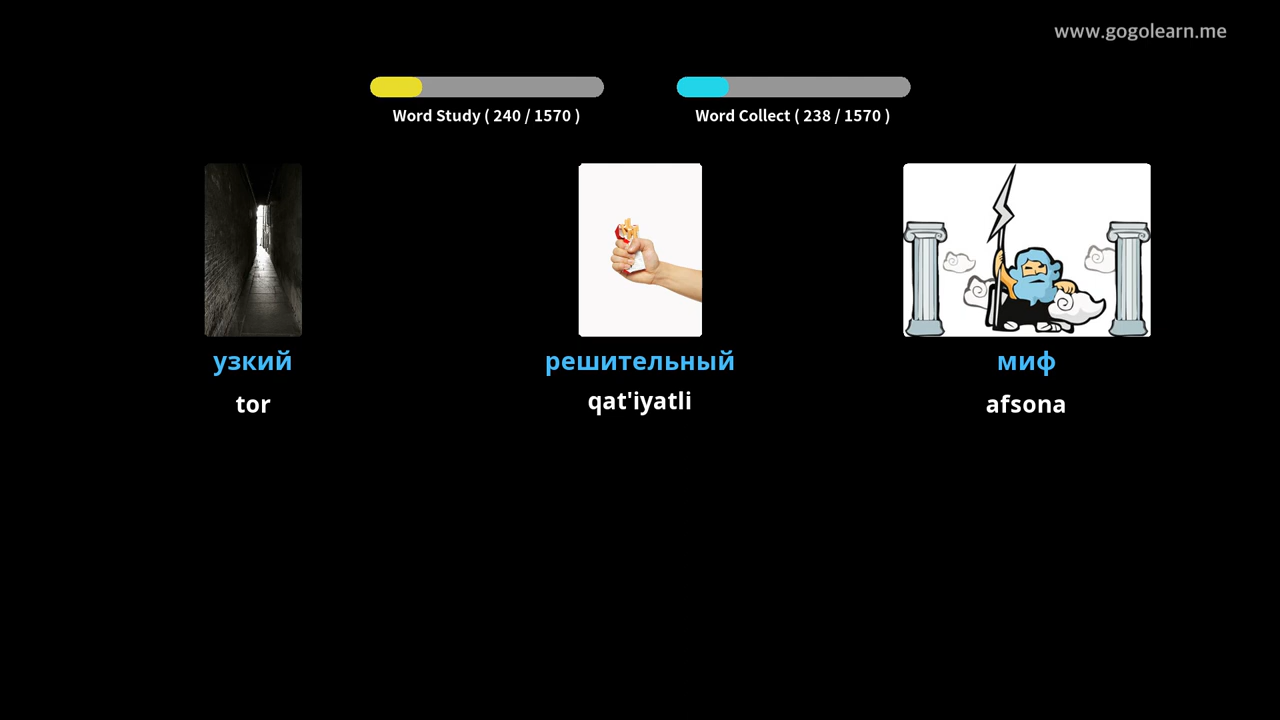 www.gogolearn.me
Word Study ( 240 / 1570 )
Word Collect ( 238 / 1570 )
узкий
решительный
миф
tor
qat'iyatli
afsona